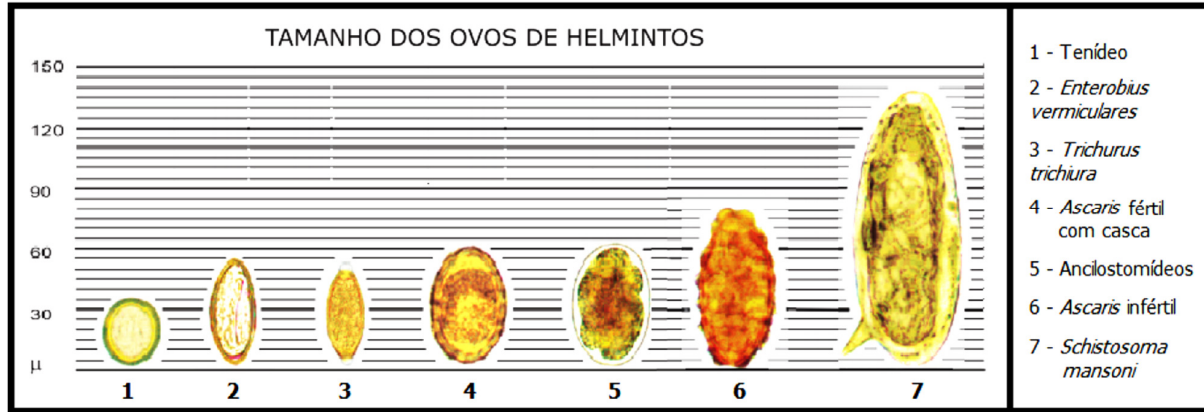 TAMANHO DOS OVOS DE HELMINTOS
150
120
90
60
30
µ
1
2
3
4
5
6
7
1 - Tenídeo
2 - Enterobius
vermiculares
3 - Trichurus
trichiura
4 - Ascaris fértil
com casca
5 - Ancilostomídeos
6 - Ascaris infértil
7 - Schistosoma
mansoni